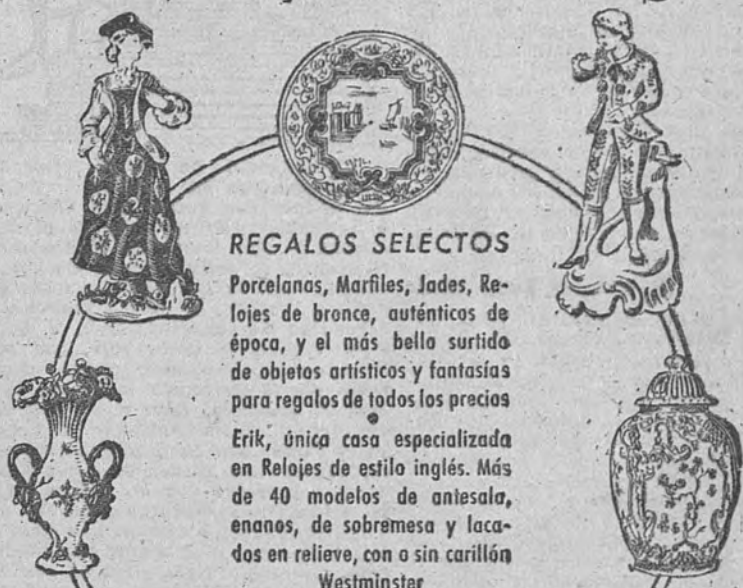 REGALOS SELECTOS
Porcelanas, Marfiles, Jades, Re-
lojes de bronce, auténticos de
época, y el más bello surtido
de objetos artísticos y fantasías
para regalos de todos los precios
Erik, única casa especializada
en Relojes de estilo inglés. Más
de 40 modelos de antesala,
enanos, de sobremesa y laca-
dos en relieve, con o sin carillón
Westminster